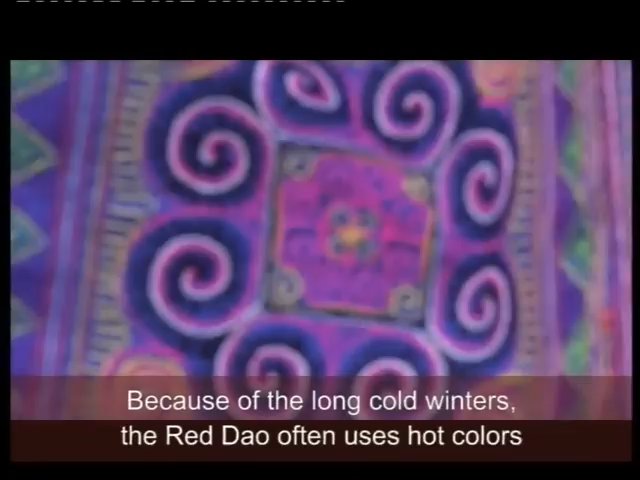 Because of the long cold winters,
the Red Dao often uses hot colors